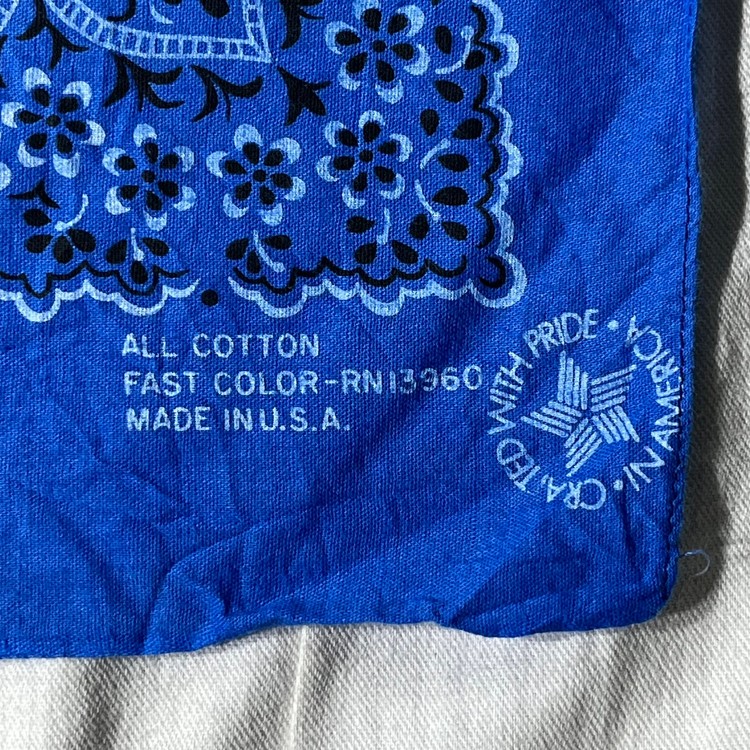 ALL COTTON
FAST COLOR-RN13960
MADE IN U.S.A.
CRAFTED WITH PRIDE • IN AMERICA •